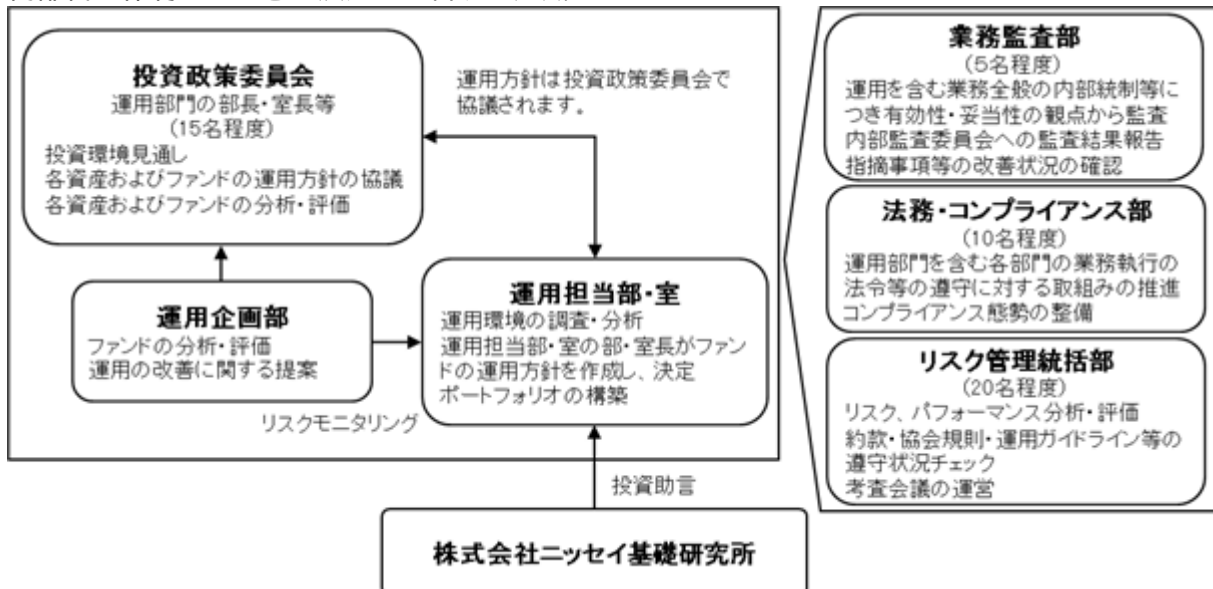 投資政策委員会
運用部門の部長・室長等
(15名程度)
投資環境見通し
各資産およびファンドの運用方針の協議
各資産およびファンドの分析・評価
運用方針は投資政策委員会で
協議されます。
運用企画部
ファンドの分析・評価
運用の改善に関する提案
リスクモニタリング
運用担当部・室
運用環境の調査・分析
運用担当部・室の部・室長がファン
ドの運用方針を作成し、決定
ポートフォリオの構築
投資助言
株式会社ニッセイ基礎研究所
業務監査部
(5名程度)
運用を含む業務全般の内部統制等に
つき有効性・妥当性の観点から監査
内部監査委員会への監査結果報告
指摘事項等の改善状況の確認
法務・コンプライアンス部
(10名程度)
運用部門を含む各部門の業務執行の
法令等の遵守に対する取組みの推進
コンプライアンス態勢の整備
リスク管理統括部
(20名程度)
リスク、パフォーマンス分析・評価
約款・協会規則・運用ガイドライン等の
遵守状況チェック
考査会議の運営